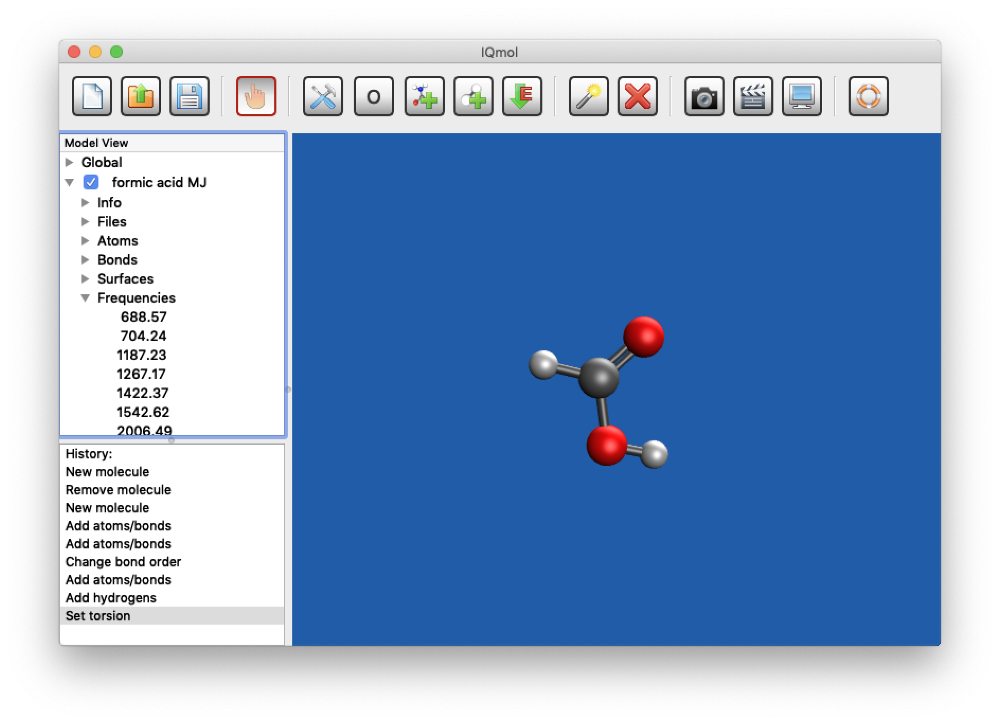 IQmol
O
E
Model View
Global
formic acid MJ
Info
Files
Atoms
Bonds
Surfaces
Frequencies
688.57
704.24
1187.23
1267.17
1422.37
1542.62
2006.49
History:
New molecule
Remove molecule
New molecule
Add atoms/bonds
Add atoms/bonds
Change bond order
Add atoms/bonds
Add hydrogens
Set torsion